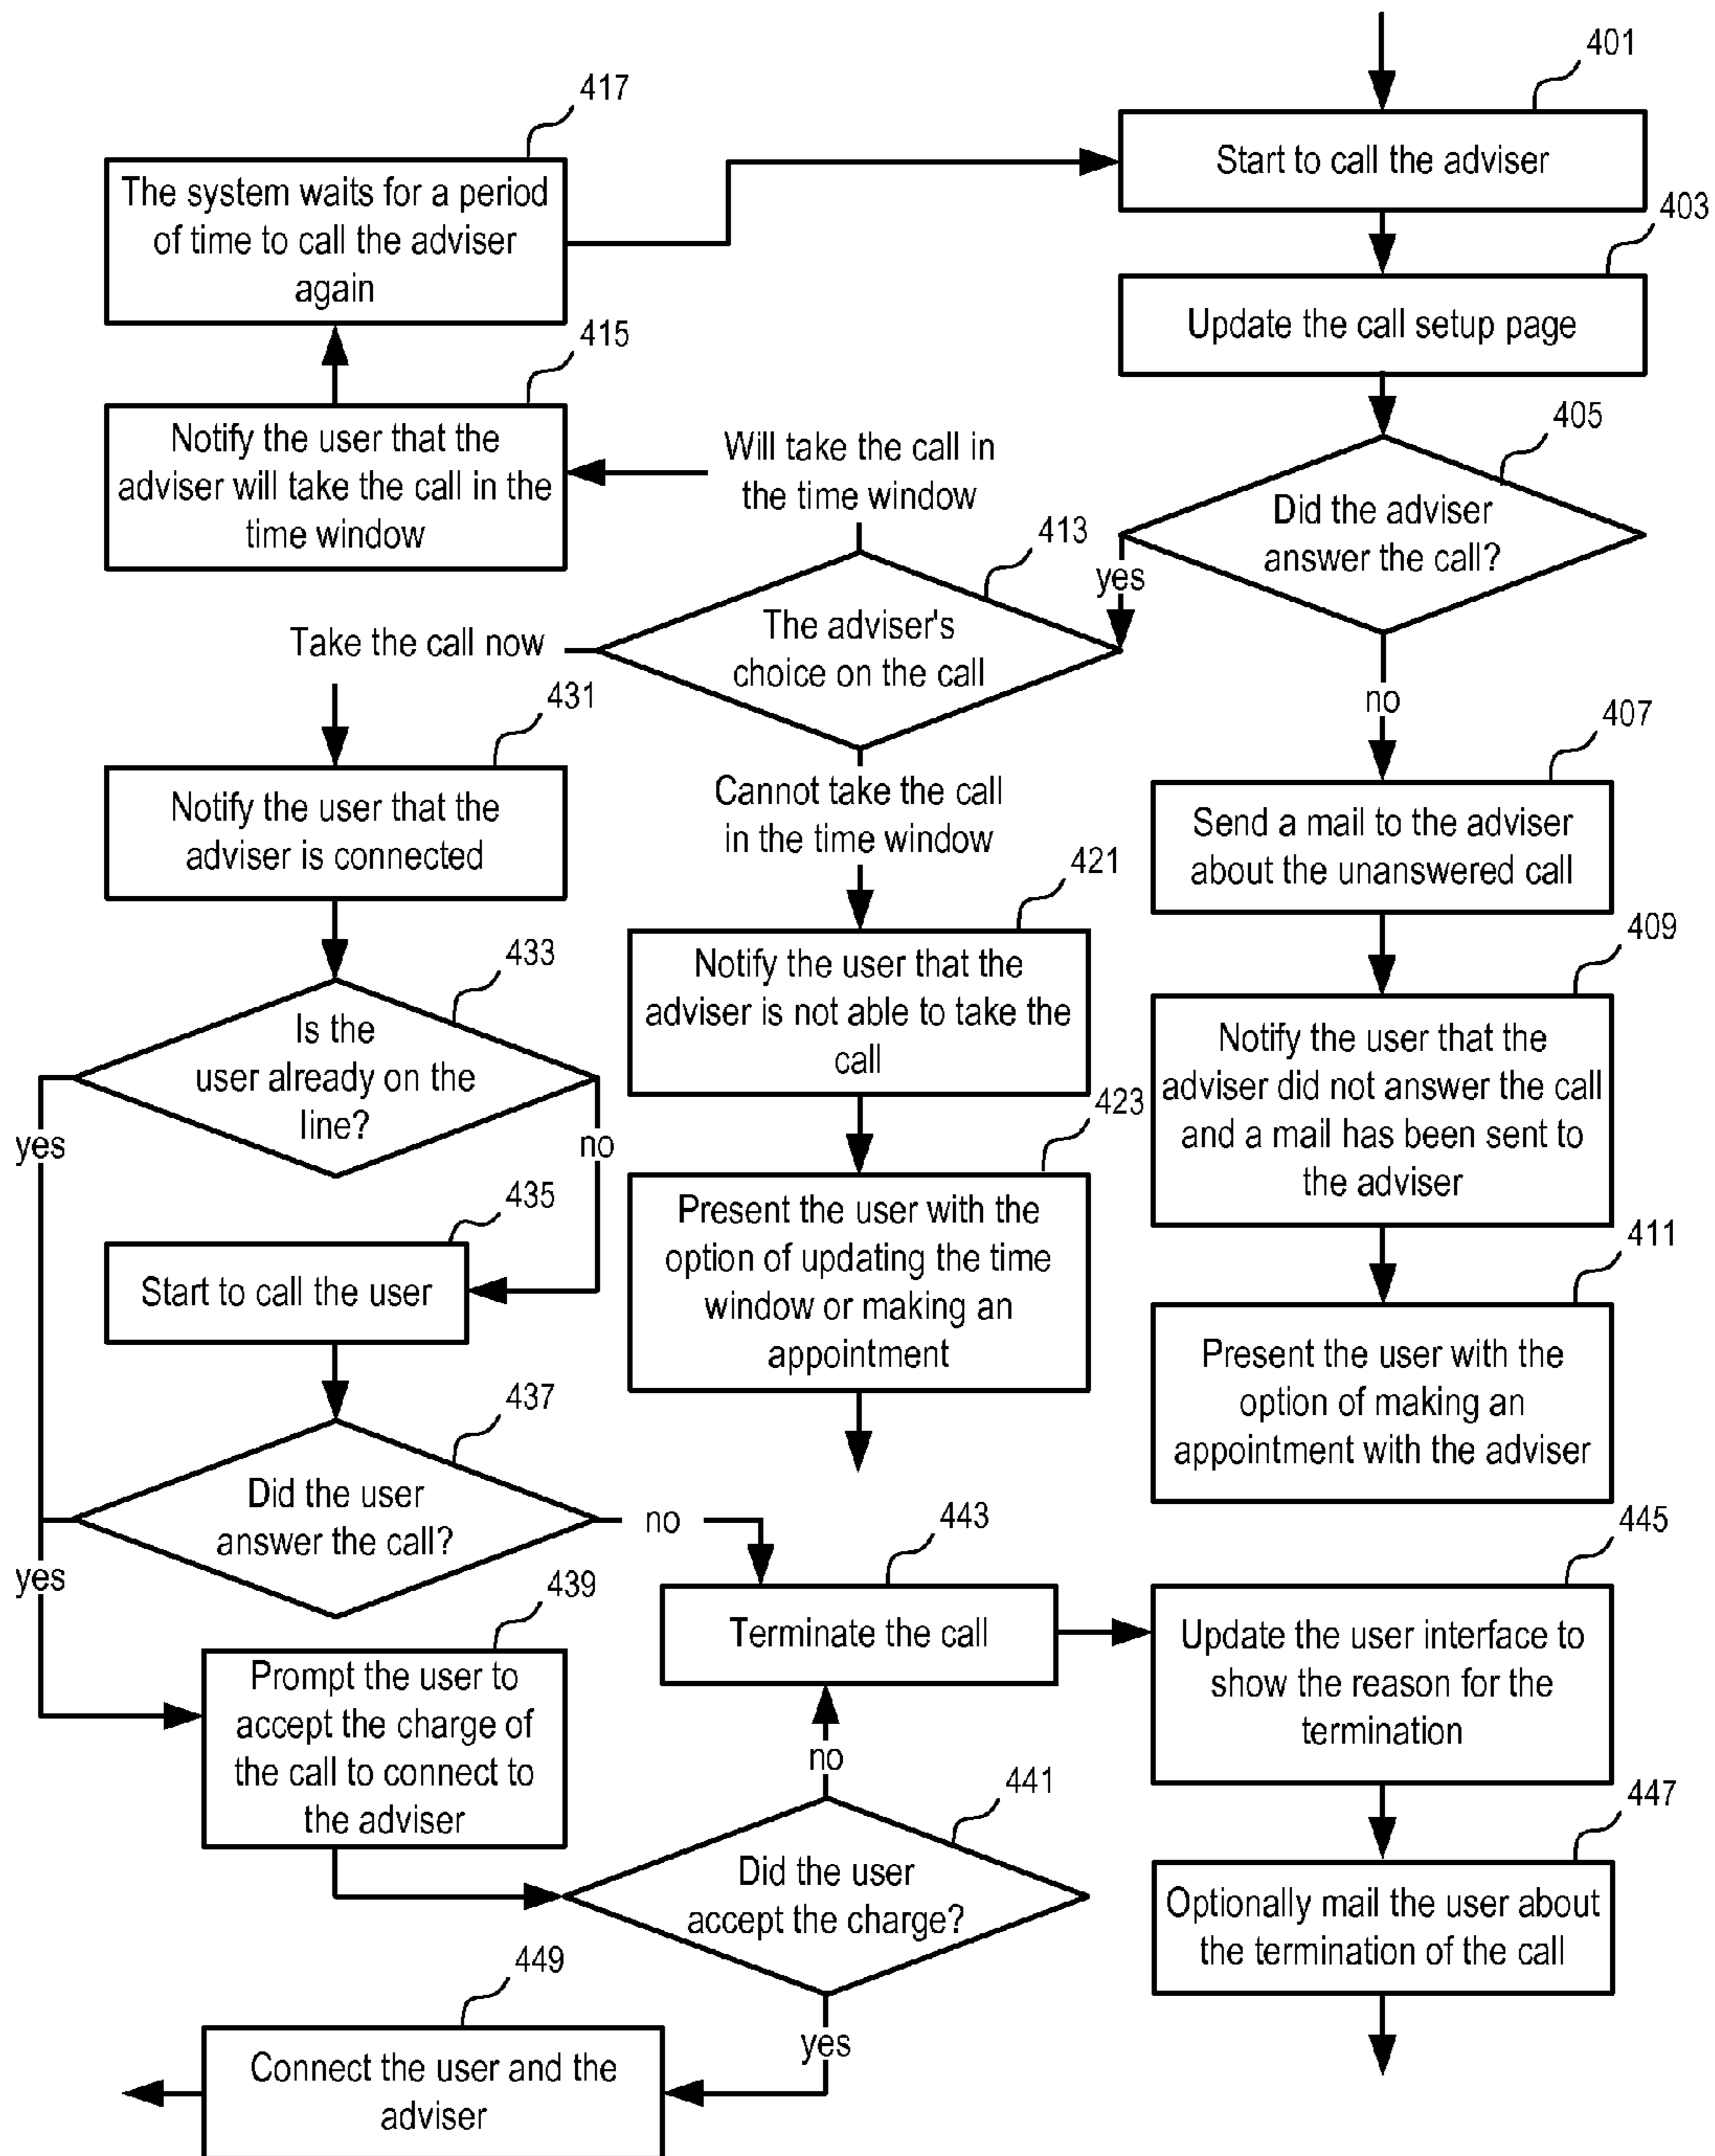 401
Start to call the adviser
403
Update the call setup page
405
Did the adviser
answer the call?
yes
no
407
Send a mail to the adviser
about the unanswered call
409
Notify the user that the
adviser did not answer the call
and a mail has been sent to
the adviser
411
Present the user with the
option of making an
appointment with the adviser
413
The adviser's
choice on the call
Will take the call in
the time window
415
Notify the user that the
adviser will take the call in the
time window
417
The system waits for a period
of time to call the adviser
again
Cannot take the call
in the time window
421
Notify the user that the
adviser is not able to take the
call
423
Present the user with the
option of updating the time
window or making an
appointment
Take the call now
431
Notify the user that the
adviser is connected
433
Is the
user already on the
line?
yes
no
435
Start to call the user
437
Did the user
answer the call?
yes
no
439
Prompt the user to
accept the charge of
the call to connect to
the adviser
441
Did the user
accept the charge?
no
yes
443
Terminate the call
445
Update the user interface to
show the reason for the
termination
447
Optionally mail the user about
the termination of the call
449
Connect the user and the
adviser